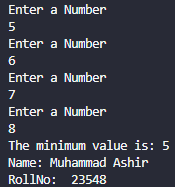 Enter a Number
5
Enter a Number
6
Enter a Number
7
Enter a Number
8
The minimum value is: 5
Name: Muhammad Ashir
RollNo:  23548